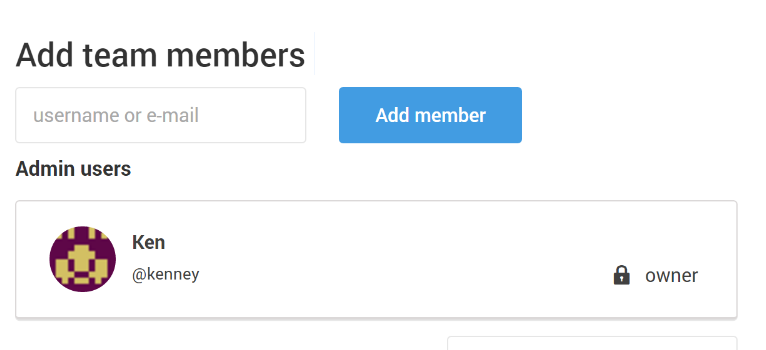 Add team members
username or e-mail
Add member
Admin users
Ken
@kenney
owner